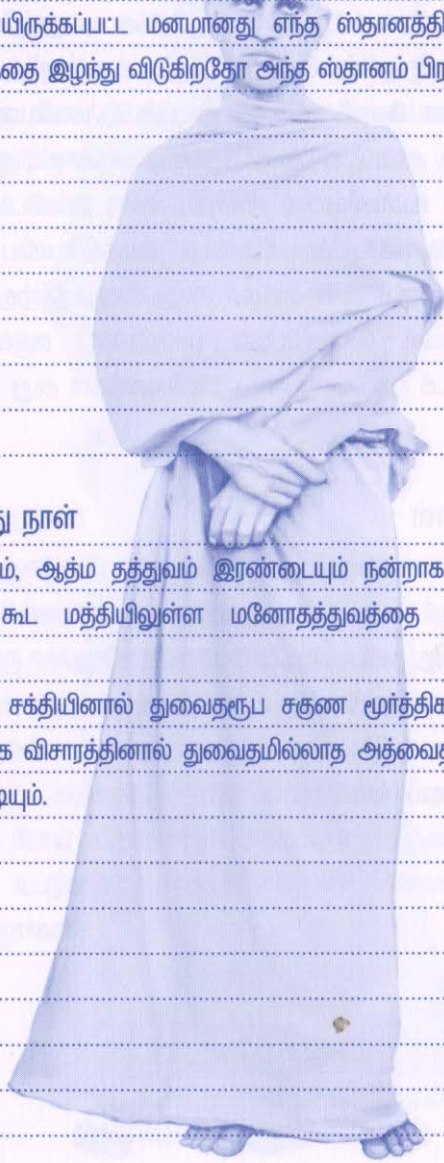 யிருக்கப்பட்ட மனமானது எந்த ஸ்தானத்தி
தை இழந்து விடுகிறதோ அந்த ஸ்தானம் பிர
து நாள்
ம், ஆத்ம தத்துவம் இரண்டையும் நன்றாக
கூட மத்தியிலுள்ள மனோதத்துவத்தை
சக்தியினால் துவைதரூப சகுண மூர்த்திக
க விசாரத்தினால் துவைதமில்லாத அத்வைத
டியும்.